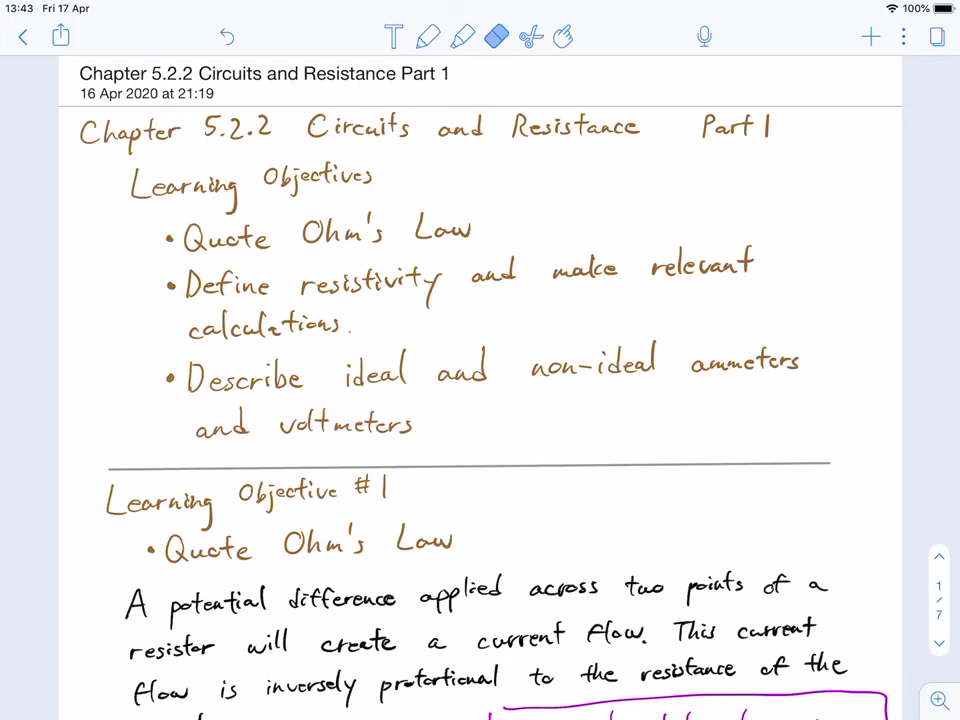 13:43 Fri 17 Apr
100%
Chapter 5.2.2 Circuits and Resistance Part 1
16 Apr 2020 at 21:19
Chapter 5.2.2 Circuits and Resistance Part 1
Learning Objectives
• Quote Ohm's Law
• Define resistivity and make relevant
calculations.
• Describe ideal and non-ideal ammeters
and voltmeters
Learning Objective #1
• Quote Ohm's Law
A potential difference applied across two points of a
resistor will create a current flow. This current
flow is inversely protortional to the resistance of the
1
/
7